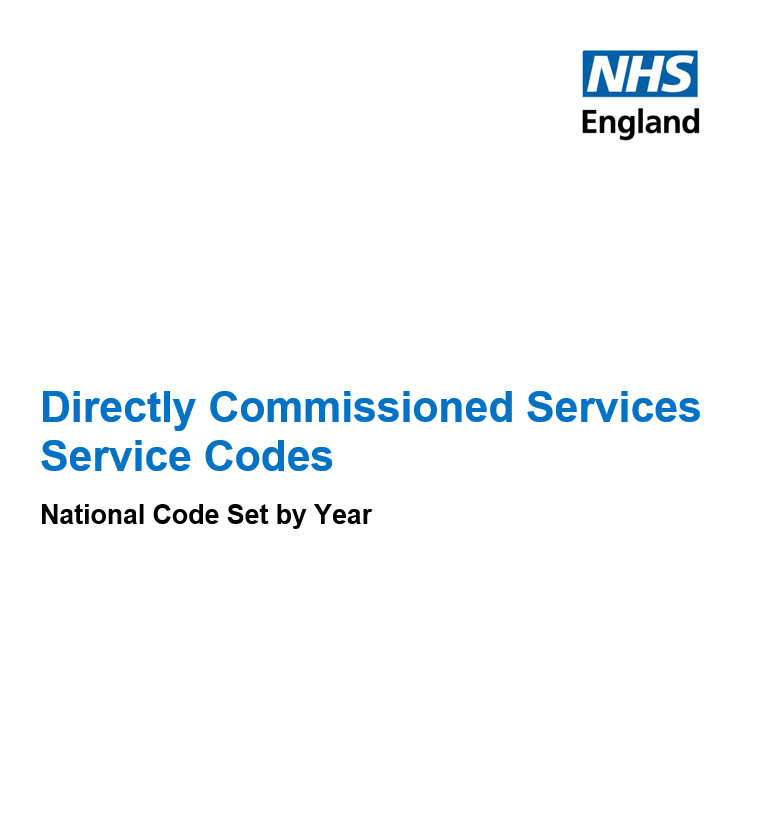 NHS
England
Directly Commissioned Services
Service Codes
National Code Set by Year